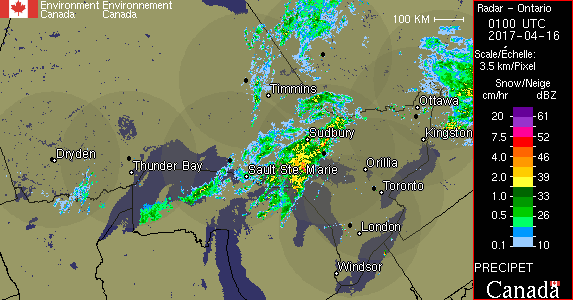 Environment Environnement
Canada Canada
Radar - Ontario
0100 UTC
2017-04-16
100 KM
Scale/Échelle:
3.5 km/Pixel
Snow/Neige
cm/hr dBZ
20 61
7.5 52
4.0 46
2.0 39
1.0 33
0.5 26
0.1 10
Timmins
Ottawa
Sudbury
Kingston
Dryden
Thunder Bay
Sault Ste. Marie
Orillia
Toronto
London
Windsor
PRECIPET
Canada